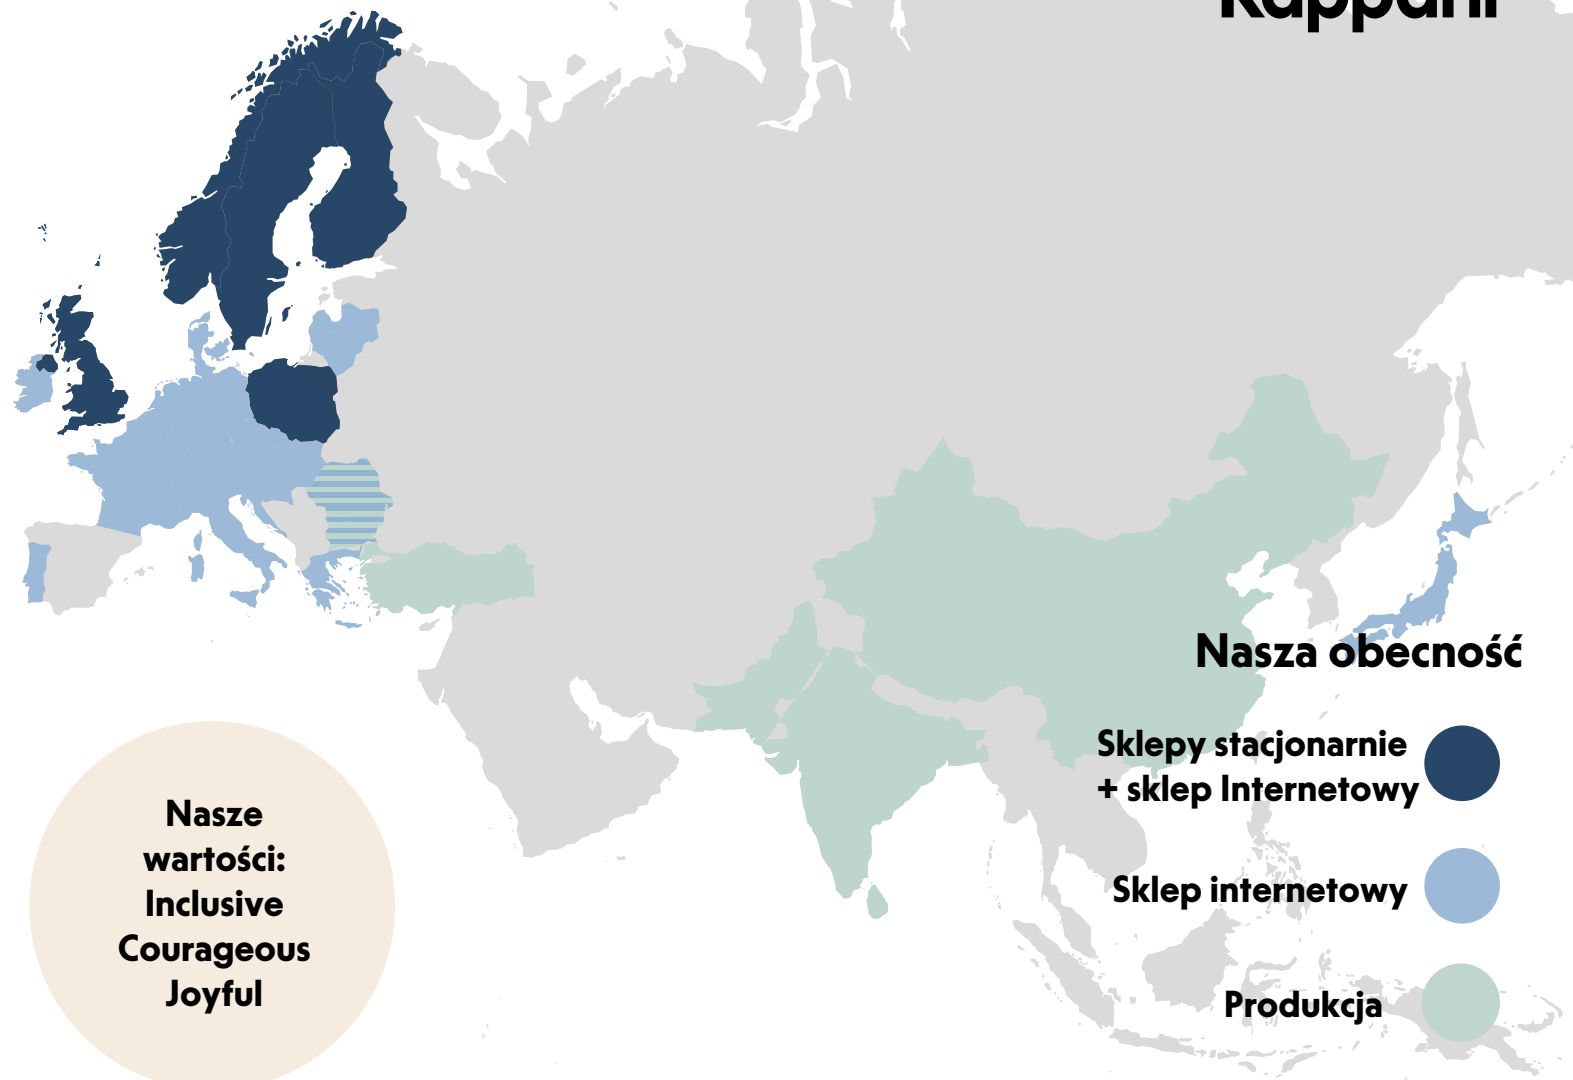 Nasza obecność
Sklepy stacjonarnie
+ sklep Internetowy
Sklep internetowy
Produkcja
Nasze
wartości:
Inclusive
Courageous
Joyful